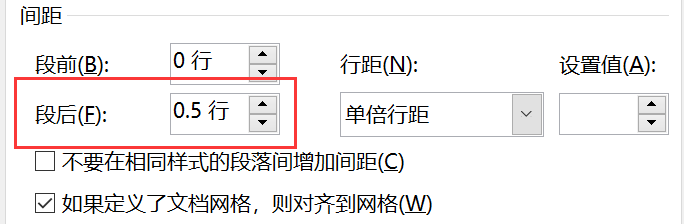 间距
段前(B): 0 行 行距(N): 设置值(A):
段后(F): 0.5 行 单倍行距
不要在相同样式的段落间增加间距(C)
如果定义了文档网格，则对齐到网格(W)